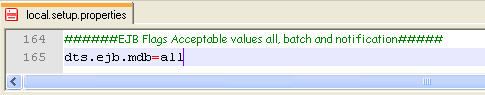 local.setup.properties
164 ######EJB Flags Acceptable values all, batch and notification#####
165 dts.ejb.mdb=all